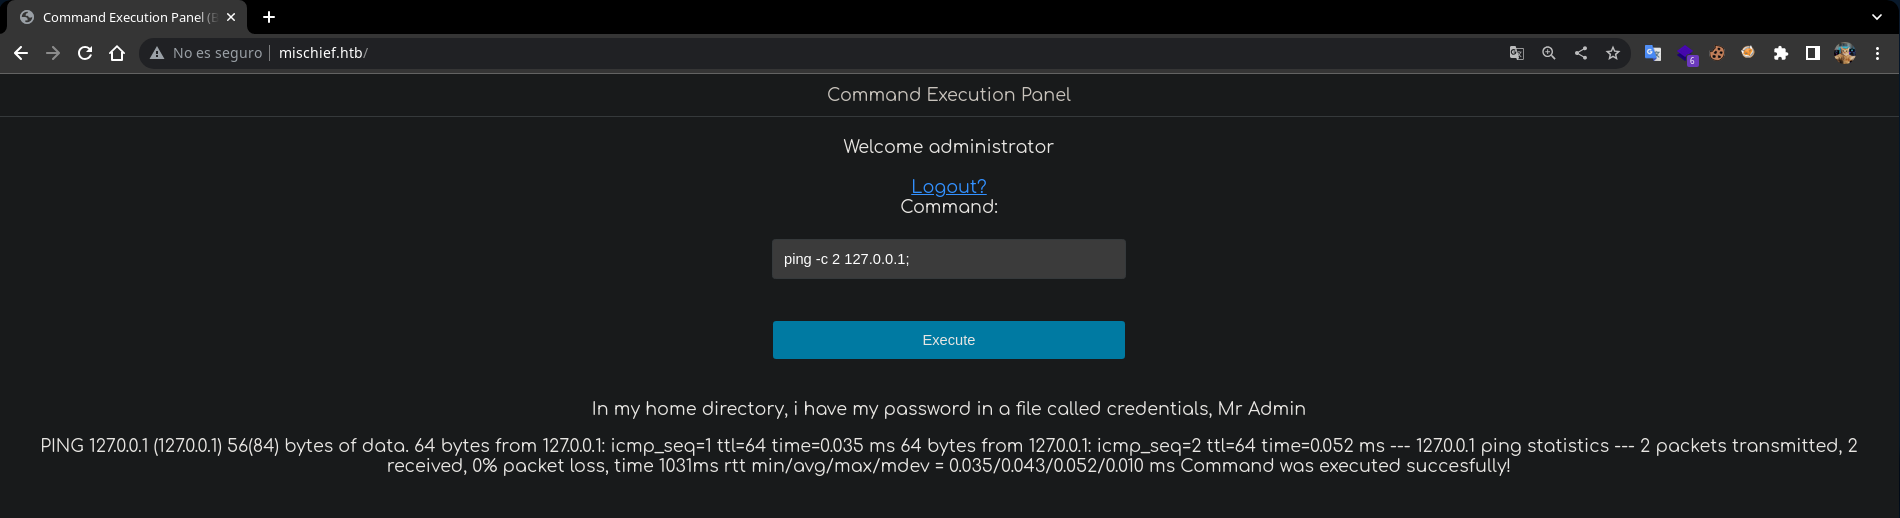 Command Execution Panel (B
No es seguro
mischief.htb/
6
Command Execution Panel
Welcome administrator
Logout?
Command:
ping -c 2 127.0.0.1;
Execute
In my home directory, i have my password in a file called credentials, Mr Admin
PING 127.0.0.1 (127.0.0.1) 56(84) bytes of data. 64 bytes from 127.0.0.1: icmp_seq=1 ttl=64 time=0.035 ms 64 bytes from 127.0.0.1: icmp_seq=2 ttl=64 time=0.052 ms --- 127.0.0.1 ping statistics --- 2 packets transmitted, 2
received, 0% packet loss, time 1031ms rtt min/avg/max/mdev = 0.035/0.043/0.052/0.010 ms Command was executed succesfully!